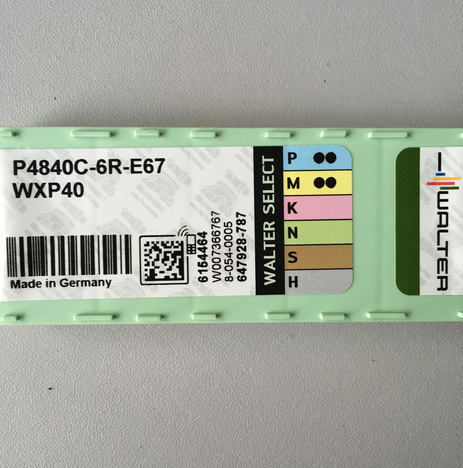 P4840C-6R-E67
WXP40
Made in Germany
6154464
W007366767
8-054-0005
647928-787
WALTER SELECT
P
M
K
N
S
H
WALTER